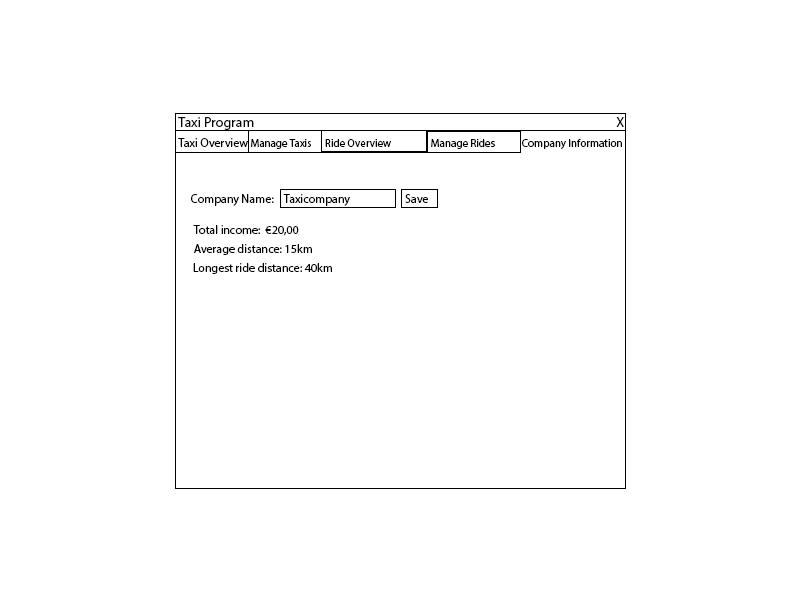 Taxi Program X
Taxi Overview Manage Taxis Ride Overview Manage Rides Company Information
Company Name: Taxicompany Save
Total income: €20,00
Average distance: 15km
Longest ride distance: 40km